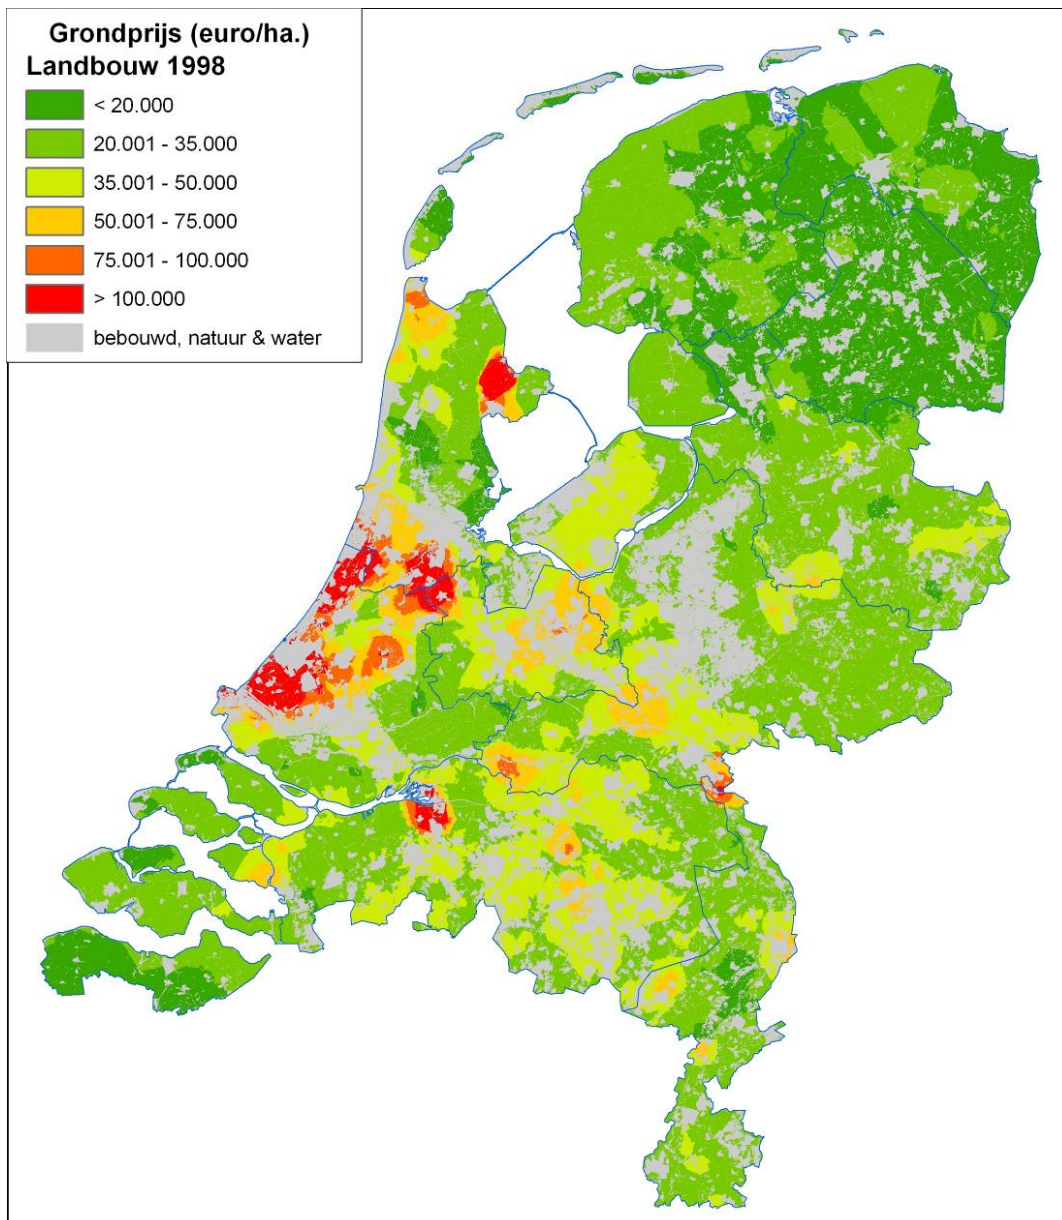 Grondprijs (euro/ha.)
Landbouw 1998
< 20.000
20.001 - 35.000
35.001 - 50.000
50.001 - 75.000
75.001 - 100.000
> 100.000
bebouwd, natuur & water